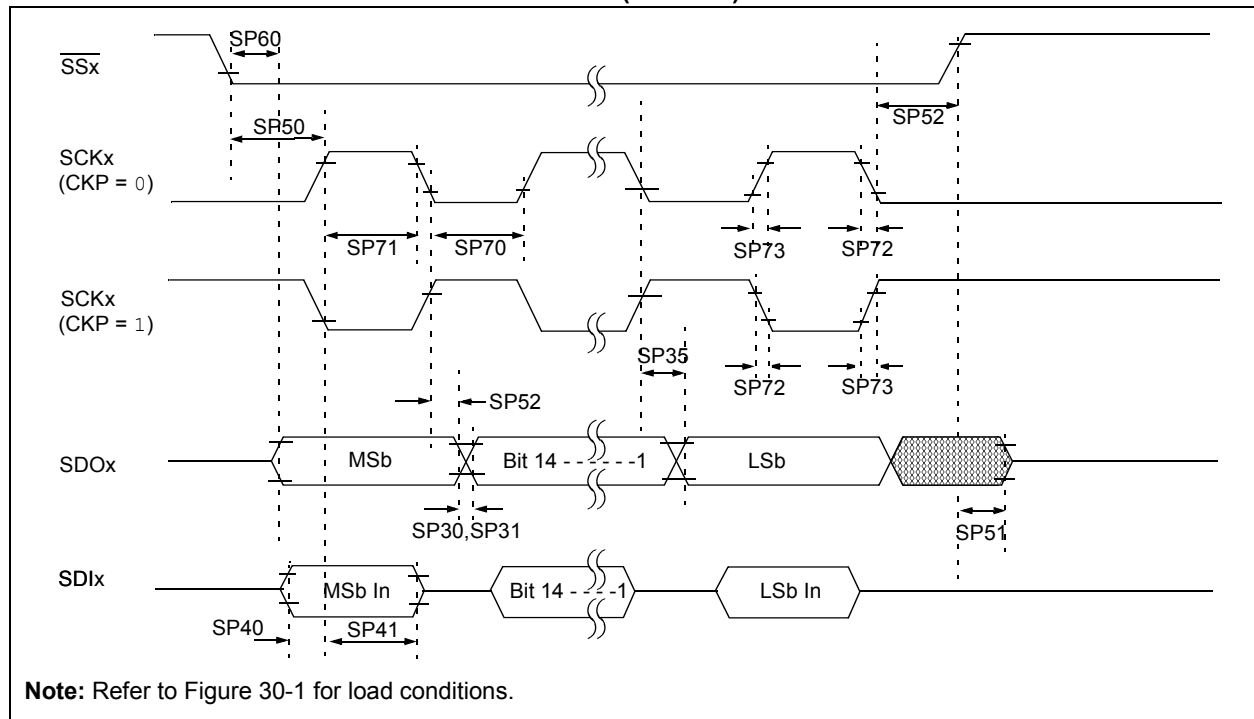 SP60
SSx
SP52
SP50
SCKx
(CKP = 0)
SP71
SP70
SP73
SP72
SCKx
(CKP = 1)
SP35
SP72
SP73
SP52
SDOx
MSb
Bit 14 - - - - - -1
LSb
SP30,SP31
SP51
SDIx
MSb In
Bit 14 - - - -1
LSb In
SP40
SP41
Note: Refer to Figure 30-1 for load conditions.